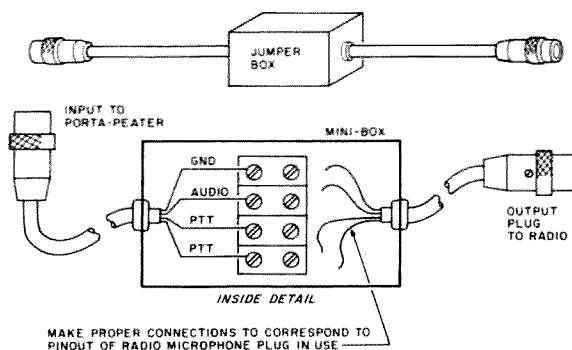 JUMPER
BOX
INPUT TO
PORTA-PEATER
MINI-BOX
GND
AUDIO
PTT
PTT
OUTPUT
PLUG
TO RADIO
INSIDE DETAIL
MAKE PROPER CONNECTIONS TO CORRESPOND TO
PINOUT OF RADIO MICROPHONE PLUG IN USE